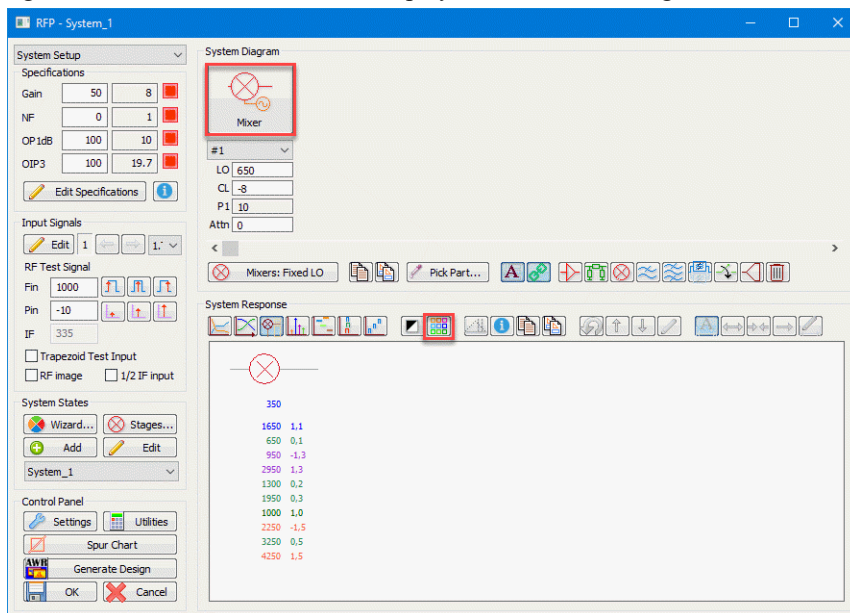 RFP - System_1
System Setup
Specifications
Gain 50 8
NF 0 1
OP1dB 100 10
OIP3 100 19.7
Edit Specifications
Input Signals
Edit 1 1.
RF Test Signal
Fin 1000
Pin -10
IF 335
Trapezoid Test Input
RF image 1/2 IF input
System States
Wizard... Stages...
Add Edit
System_1
Control Panel
Settings Utilities
Spur Chart
AWR Generate Design
OK Cancel
System Diagram
Mixer
#1
LO 650
CL -8
P1 10
Attn 0
Mixers: Fixed LO Pick Part... A
System Response
A
350
1650 1,1
650 0,1
950 -1,3
2950 1,3
1300 0,2
1950 0,3
1000 1,0
2250 -1,5
3250 0,5
4250 1,5